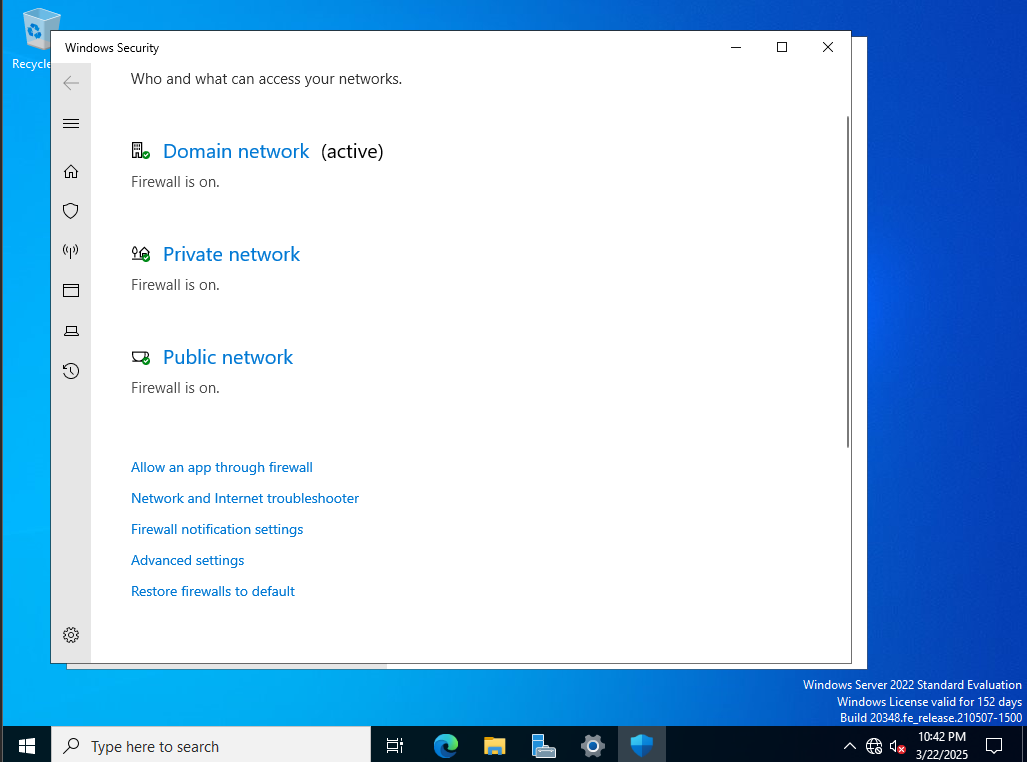 Recycle
Windows Security
Who and what can access your networks.
Domain network (active)
Firewall is on.
Private network
Firewall is on.
Public network
Firewall is on.
Allow an app through firewall
Network and Internet troubleshooter
Firewall notification settings
Advanced settings
Restore firewalls to default
Windows Server 2022 Standard Evaluation
Windows License valid for 152 days
Build 20348.fe_release.210507-1500
Type here to search
10:42 PM
3/22/2025